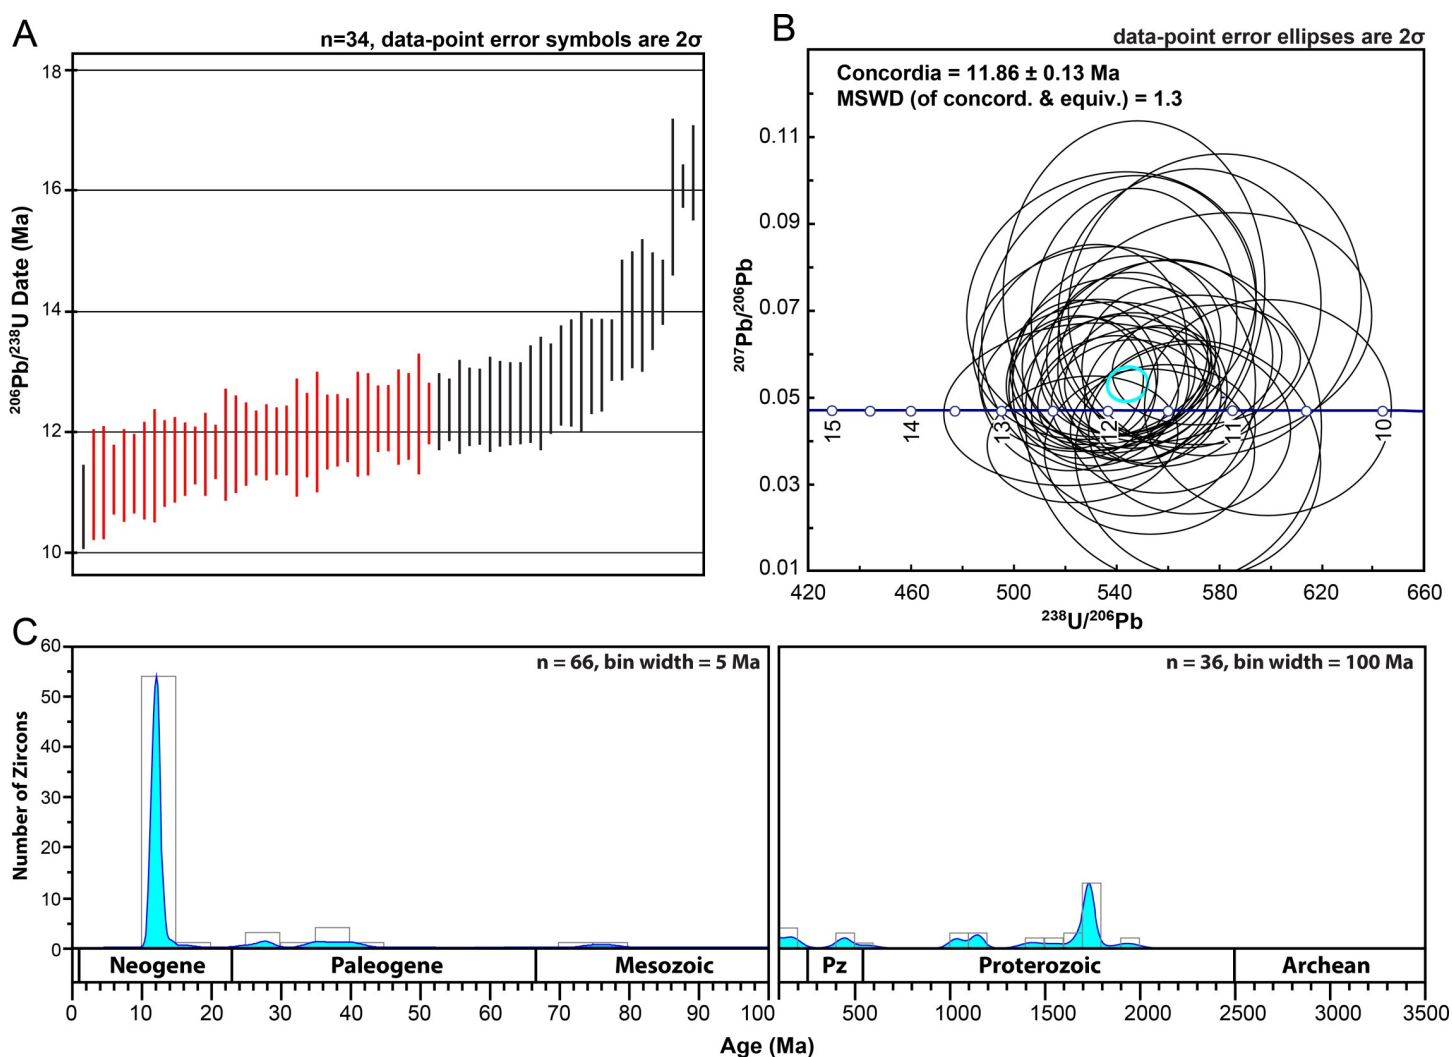 A
n=34, data-point error symbols are 2σ
18
16
14
12
10
206Pb/238U Date (Ma)
B
data-point error ellipses are 2σ
Concordia = 11.86 ± 0.13 Ma
MSWD (of concord. & equiv.) = 1.3
0.11
0.09
0.07
0.05
0.03
0.01
207Pb/206Pb
15
14
13
12
11
10
420
460
500
540
580
620
660
238U/206Pb
C
60
50
40
30
20
10
0
Number of Zircons
n = 66, bin width = 5 Ma
n = 36, bin width = 100 Ma
Neogene
Paleogene
Mesozoic
Pz
Proterozoic
Archean
0
10
20
30
40
50
60
70
80
90
100
500
1000
1500
2000
2500
3000
3500
Age (Ma)